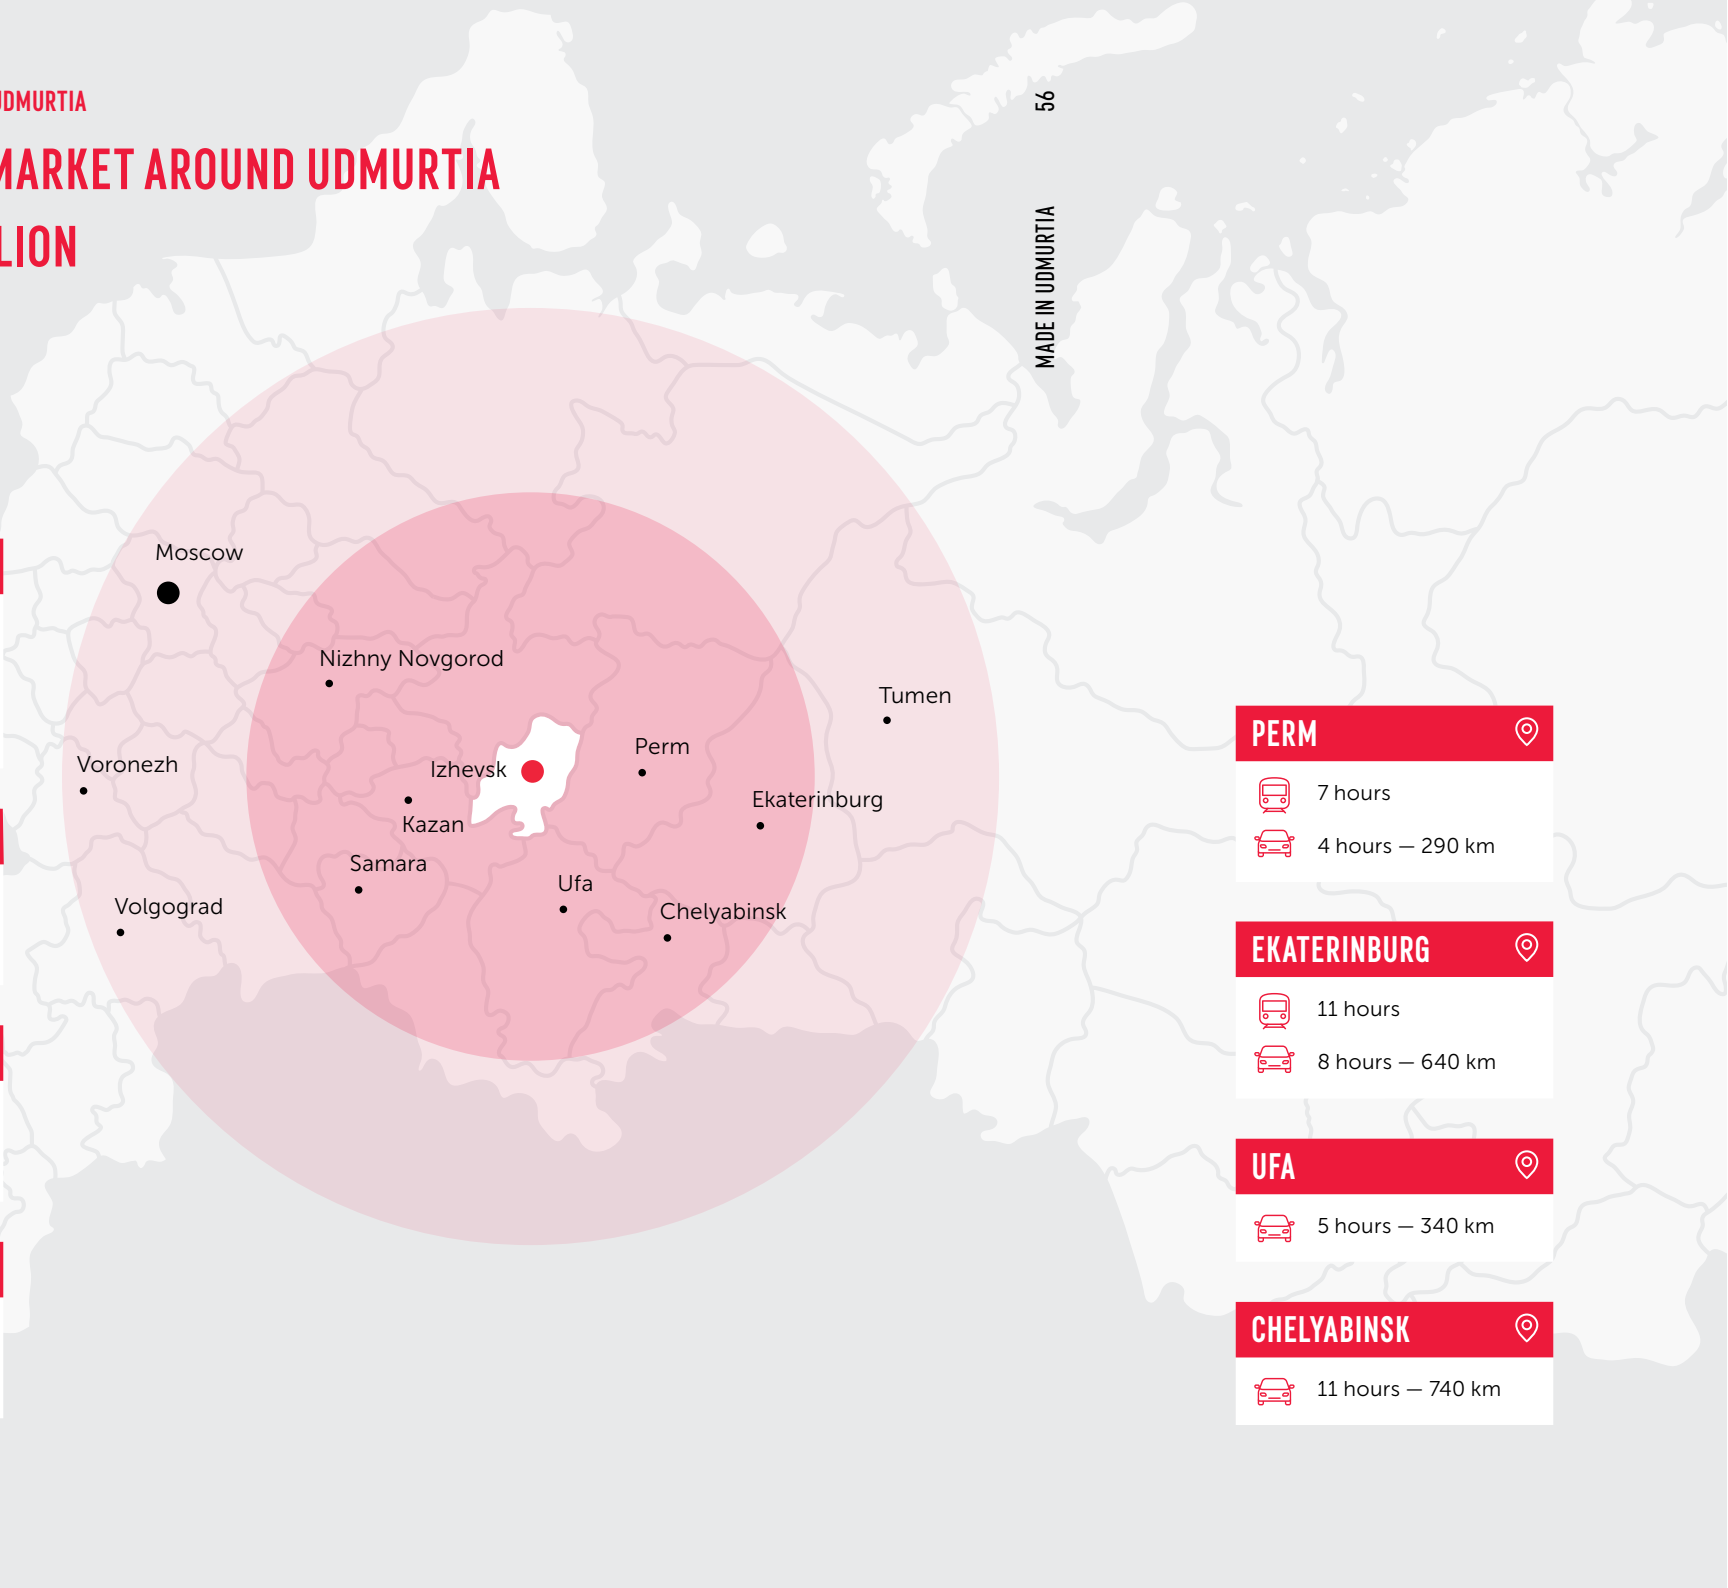 UDMURTIA
MARKET AROUND UDMURTIA
LION
56
MADE IN UDMURTIA
Moscow
Nizhny Novgorod
Tumen
Perm
Voronezh
Izhevsk
Ekaterinburg
Kazan
Samara
Ufa
Chelyabinsk
Volgograd
PERM
7 hours
4 hours — 290 km
EKATERINBURG
11 hours
8 hours — 640 km
UFA
5 hours — 340 km
CHELYABINSK
11 hours — 740 km